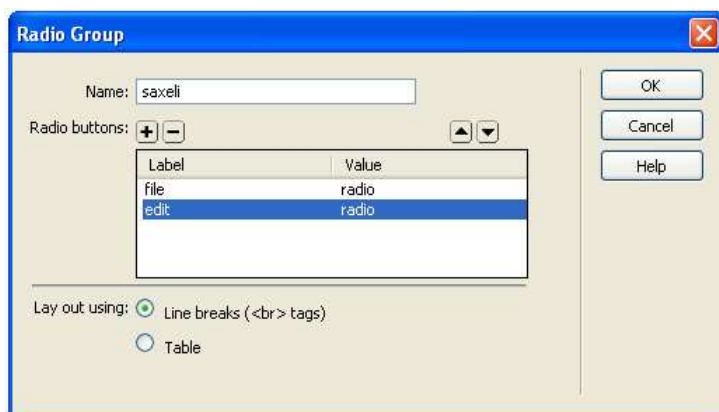 Radio Group
Name: saxeli
OK
Radio buttons:
Cancel
Label Value
Help
file radio
edit radio
Lay out using: Line breaks (<br> tags)
Table